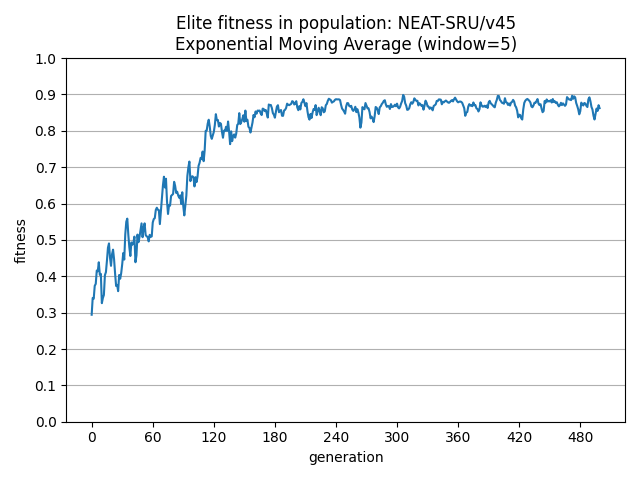 Elite fitness in population: NEAT-SRU/v45
Exponential Moving Average (window=5)
1.0
0.9
0.8
0.7
0.6
0.5
0.4
0.3
0.2
0.1
0.0
fitness
0 60 120 180 240 300 360 420 480
generation